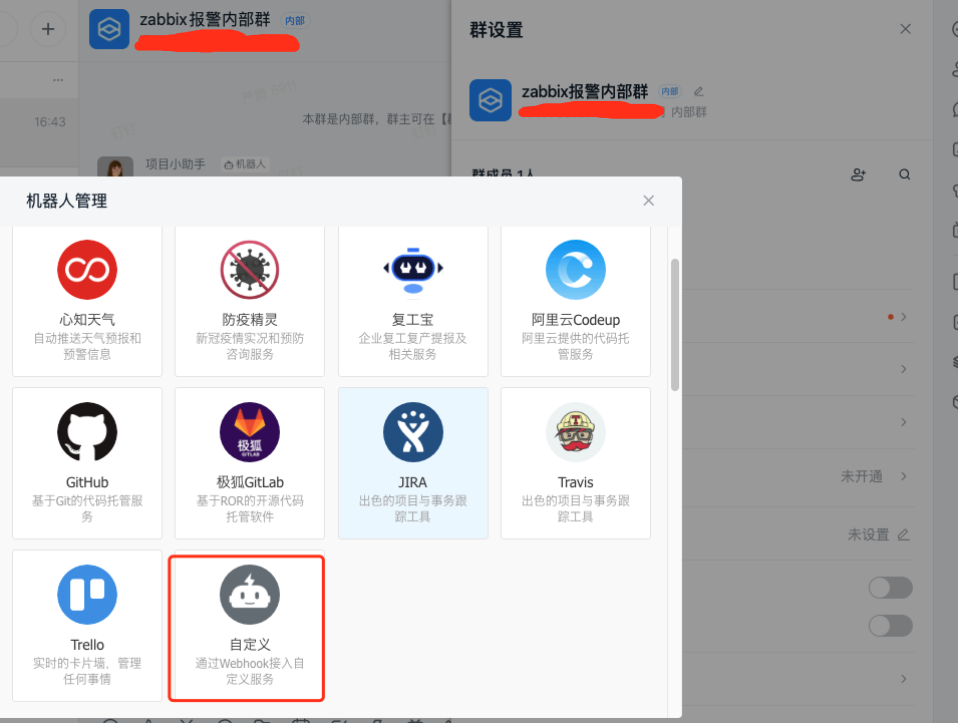 zabbix报警内部群 内部
群设置
zabbix报警内部群 内部
内部群
16:43
本群是内部群，群主可在【
项目小助手 机器人
群成员 1人
机器人管理
心知天气
自动推送天气预报和
预警信息
防疫精灵
新冠疫情实况和预防
咨询服务
复工宝
企业复工复产提报及
相关服务
阿里云Codeup
阿里云提供的代码托
管服务
GitHub
基于Git的代码托管服
务
极狐
GITLAB
极狐GitLab
基于ROR的开源代码
托管软件
JIRA
出色的项目与事务跟
踪工具
Travis
出色的项目与事务跟
踪工具
未开通
未设置
Trello
实时的卡片墙，管理
任何事情
自定义
通过Webhook接入自
定义服务